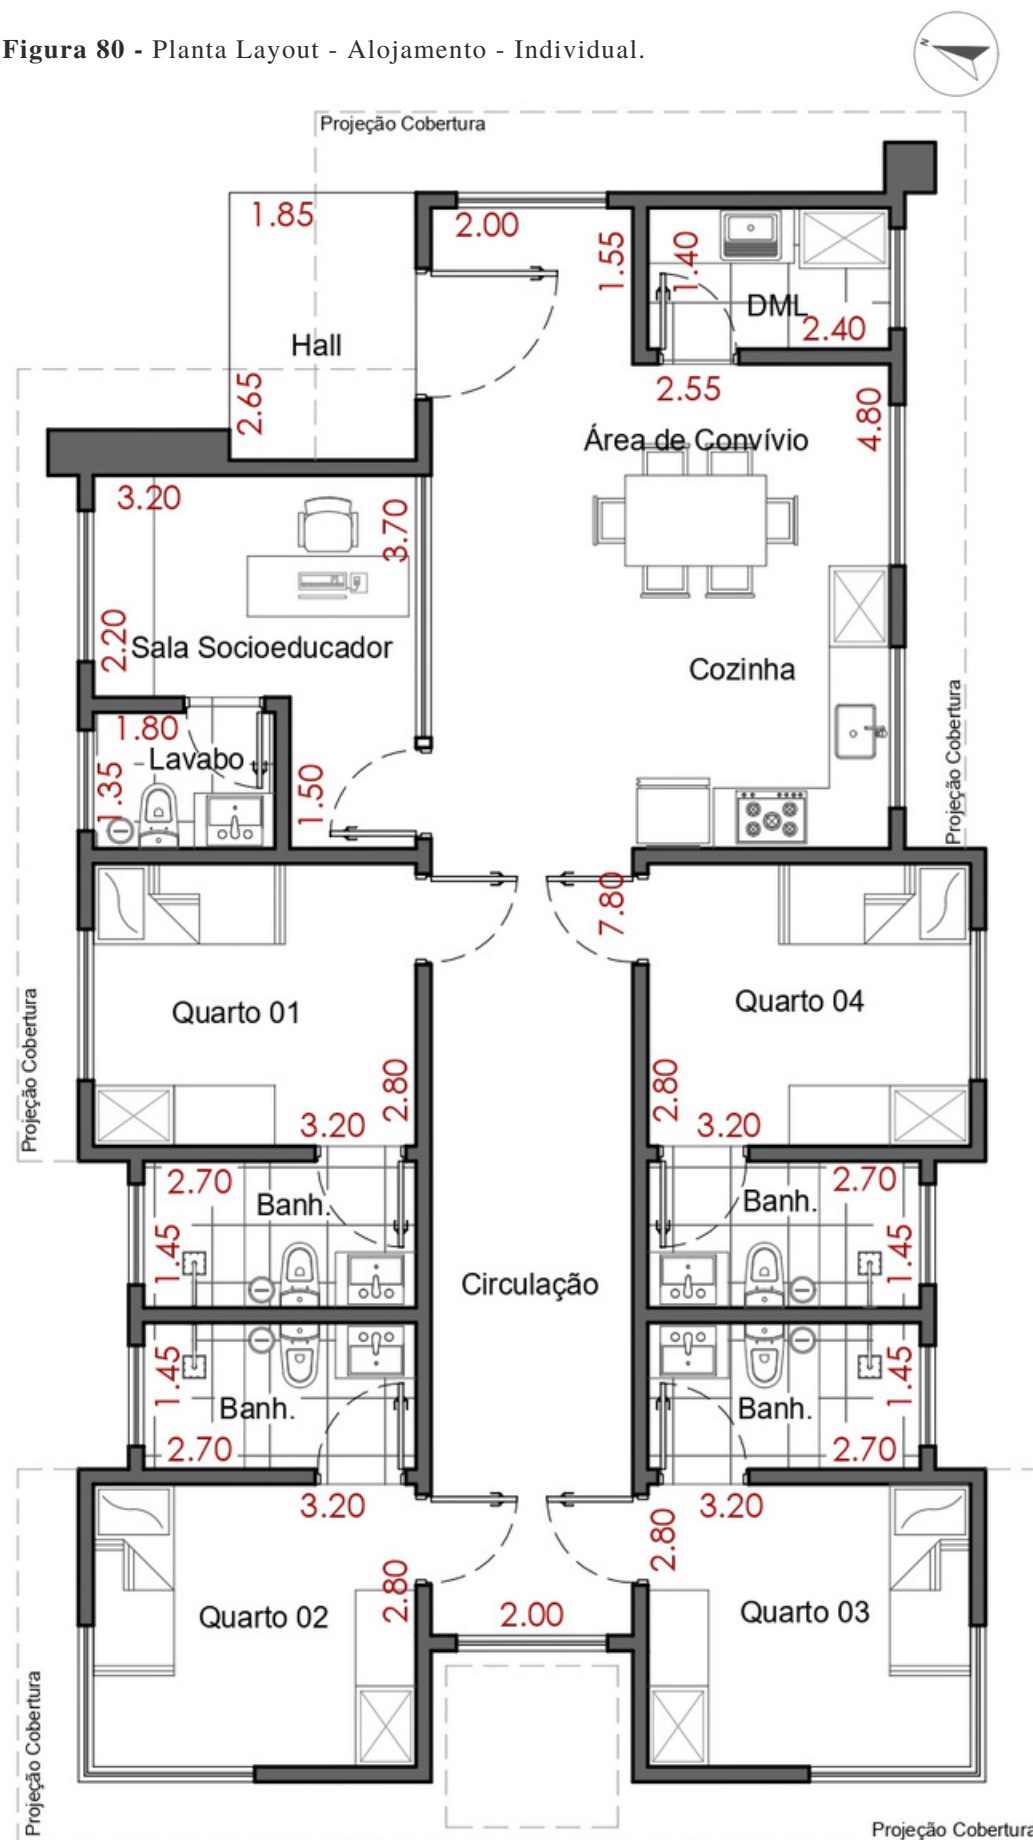 Figura 80 - Planta Layout - Alojamento - Individual.
N
Projeção Cobertura
1.85
2.00
1.55
1.40
DML
2.40
Hall
2.65
2.55
4.80
Área de Convívio
3.20
3.70
2.20
Sala Socioeducador
Cozinha
1.80
Lavabo
1.35
1.50
Projeção Cobertura
7.80
Quarto 01
Quarto 04
Projeção Cobertura
2.80
3.20
2.80
3.20
2.70
Banh.
1.45
2.70
Banh.
1.45
Circulação
1.45
Banh.
2.70
1.45
Banh.
2.70
3.20
2.80
3.20
2.80
Quarto 02
2.00
Quarto 03
Projeção Cobertura
Projeção Cobertura